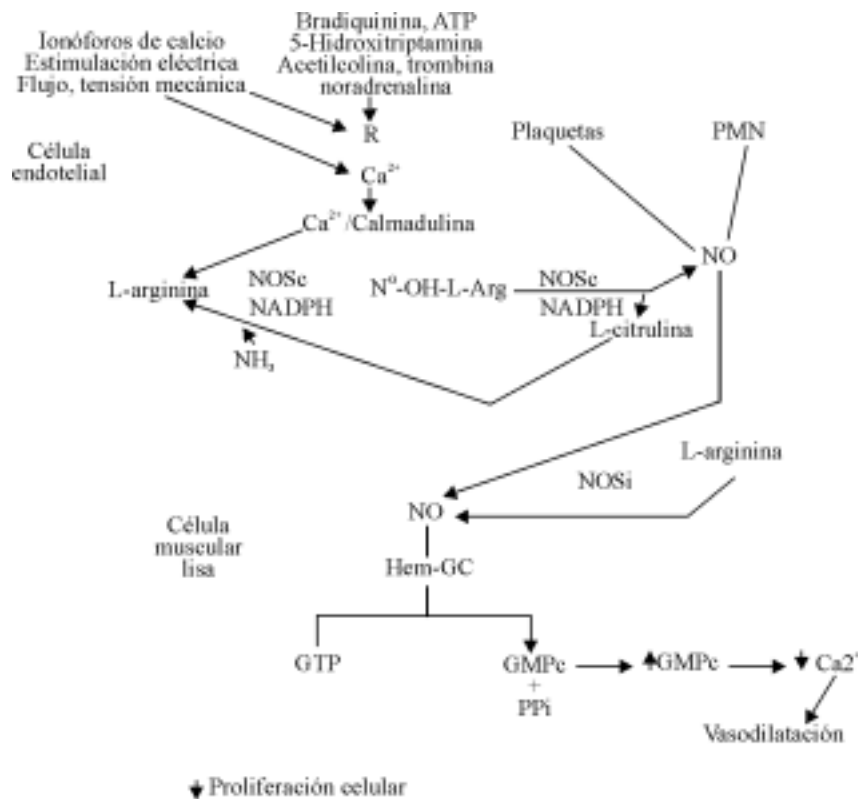 Ionóforos de calcio
Estimulación eléctrica
Flujo, tensión mecánica
Bradiquinina, ATP
5-Hidroxitriptamina
Acetilcolina, trombina
noradrenalina
R
Plaquetas
PMN
Célula
endotelial
Ca²⁺
Ca²⁺/Calmadulina
NO
L-arginina
NOSc
NADPH
N⁰-OH-L-Arg
NOSc
NADPH
L-citrulina
NH₃
L-arginina
NOSi
NO
Célula
muscular
lisa
Hem-GC
GTP
GMPc
+
PPi
GMPc
Ca2⁺
Vasodilatación
Proliferación celular